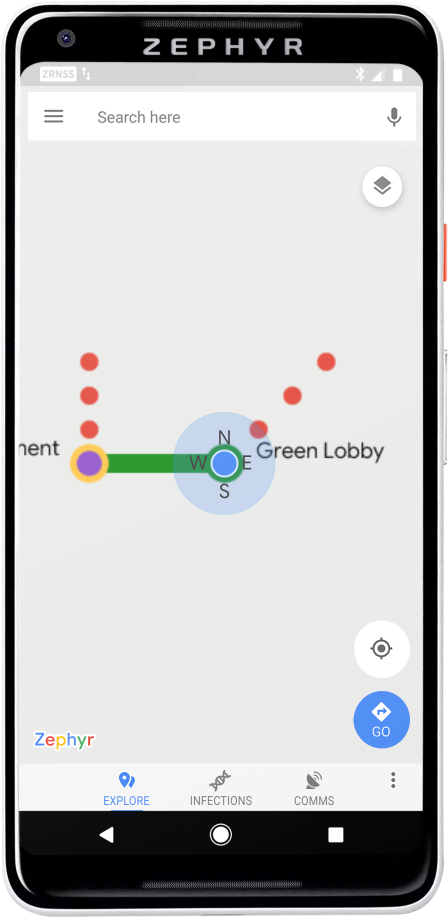 ZEPHYR
ZRNSS
Search here
N
nent
W E
Green Lobby
S
GO
Zephyr
EXPLORE INFECTIONS COMMS